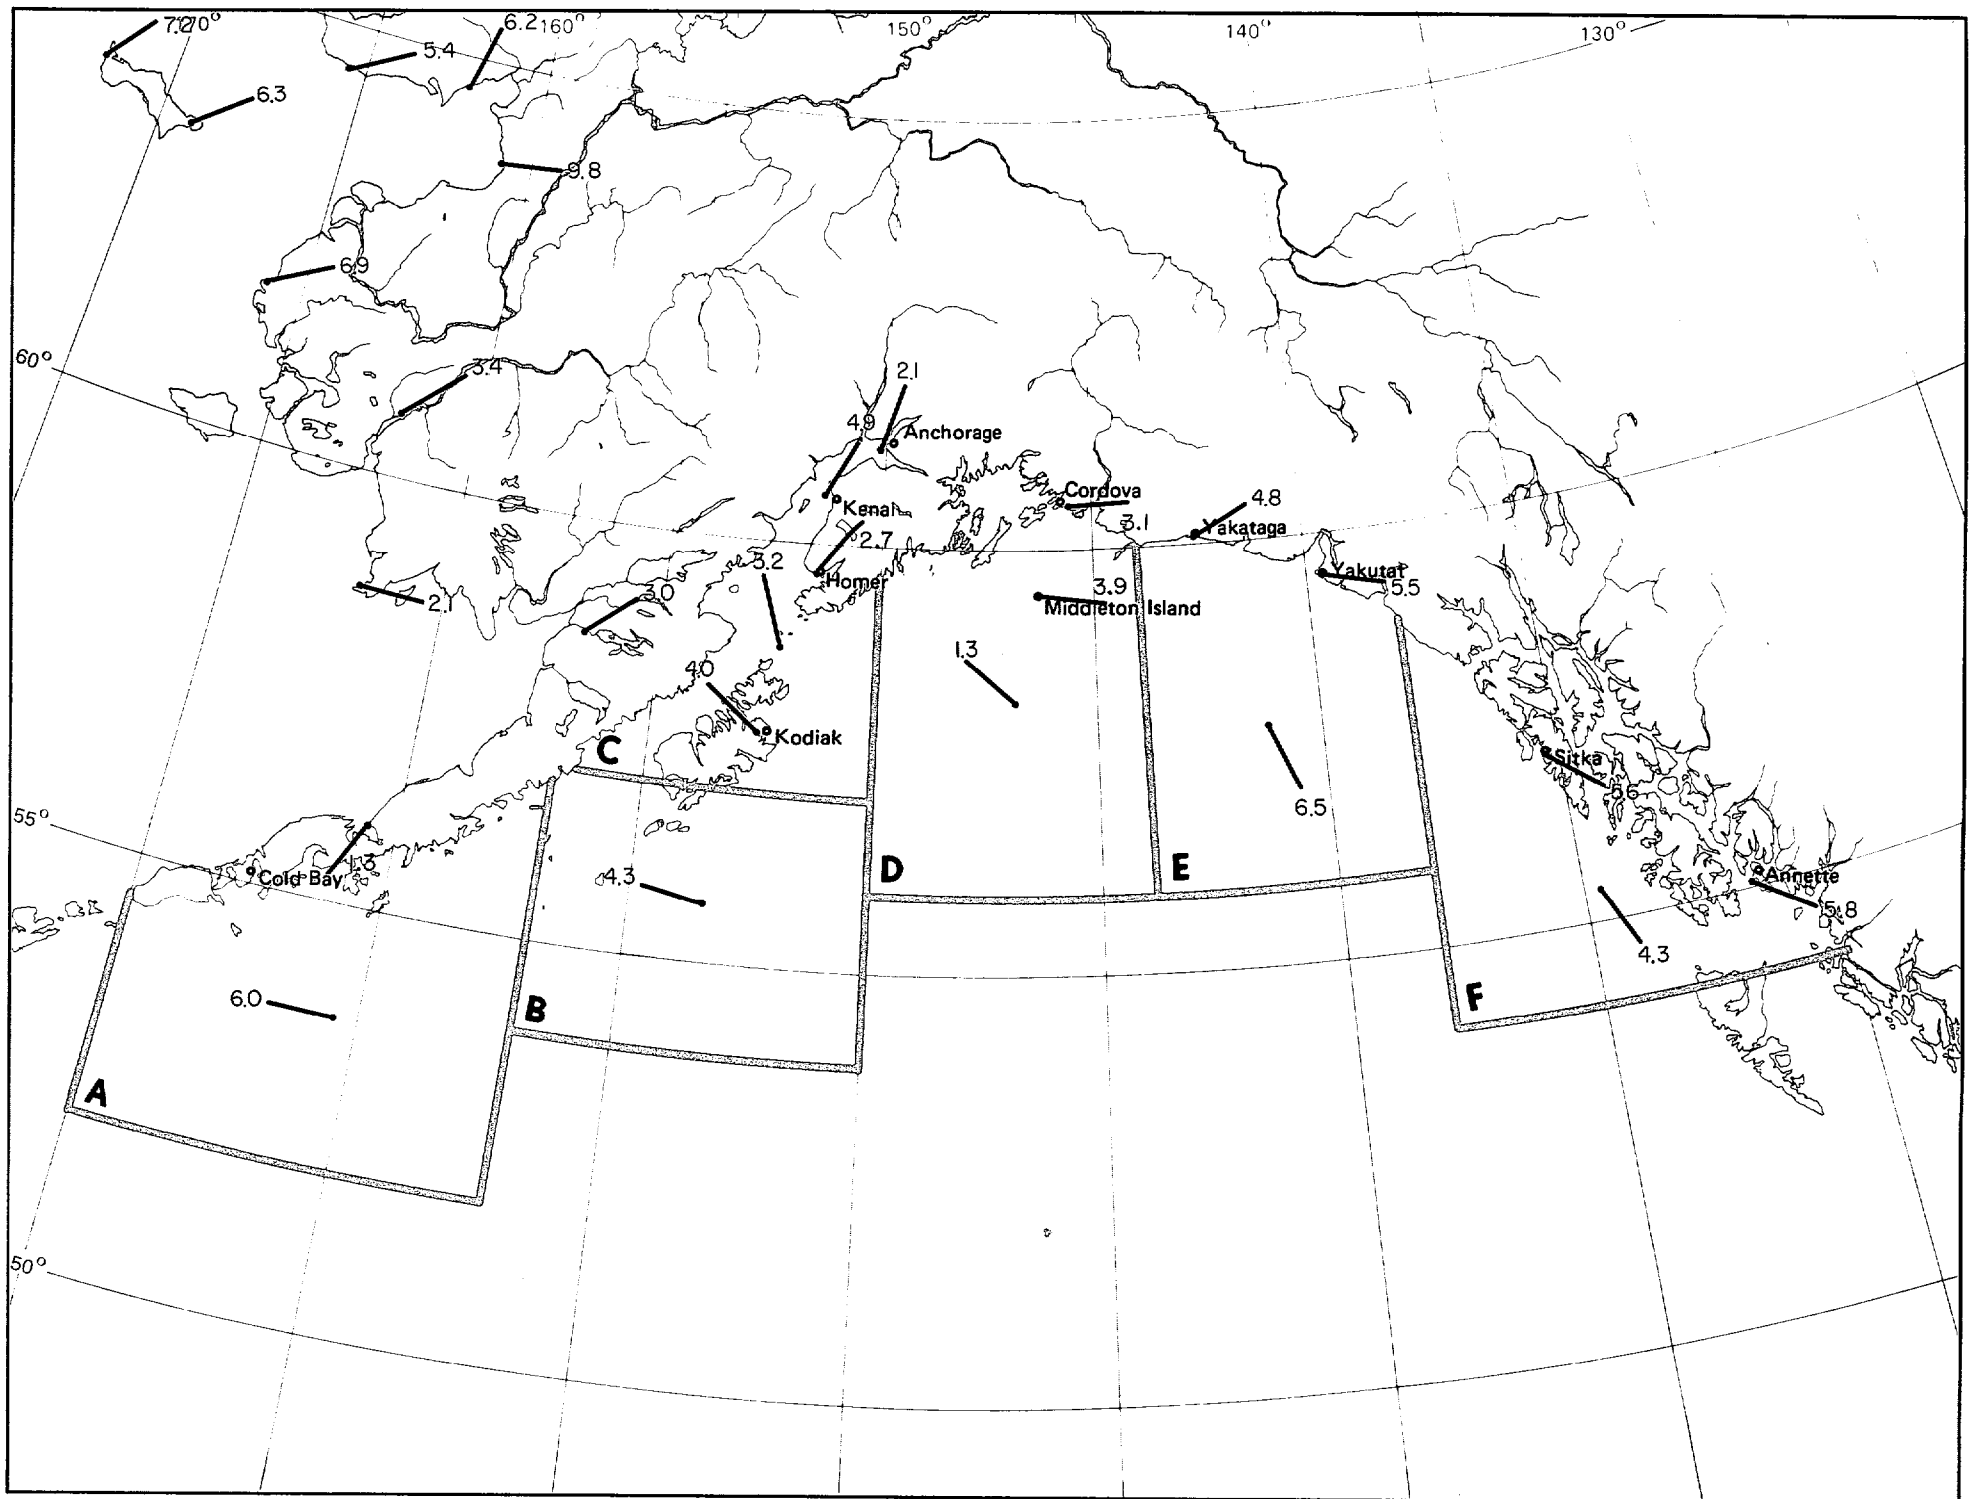 170°
7.2
6.2
160°
150°
140°
130°
5.4
6.3
9.8
6.9
60°
3.4
2.1
4.9
Anchorage
Cordova
4.8
Kenai
3.1
Yakataga
2.7
3.2
Homer
Yakutat
5.5
3.0
2.1
3.9
Middleton Island
1.3
4.0
Kodiak
C
Sitka
5.6
6.5
55°
1.3
Cold Bay
4.3
D
E
Annette
5.8
4.3
6.0
B
F
A
50°